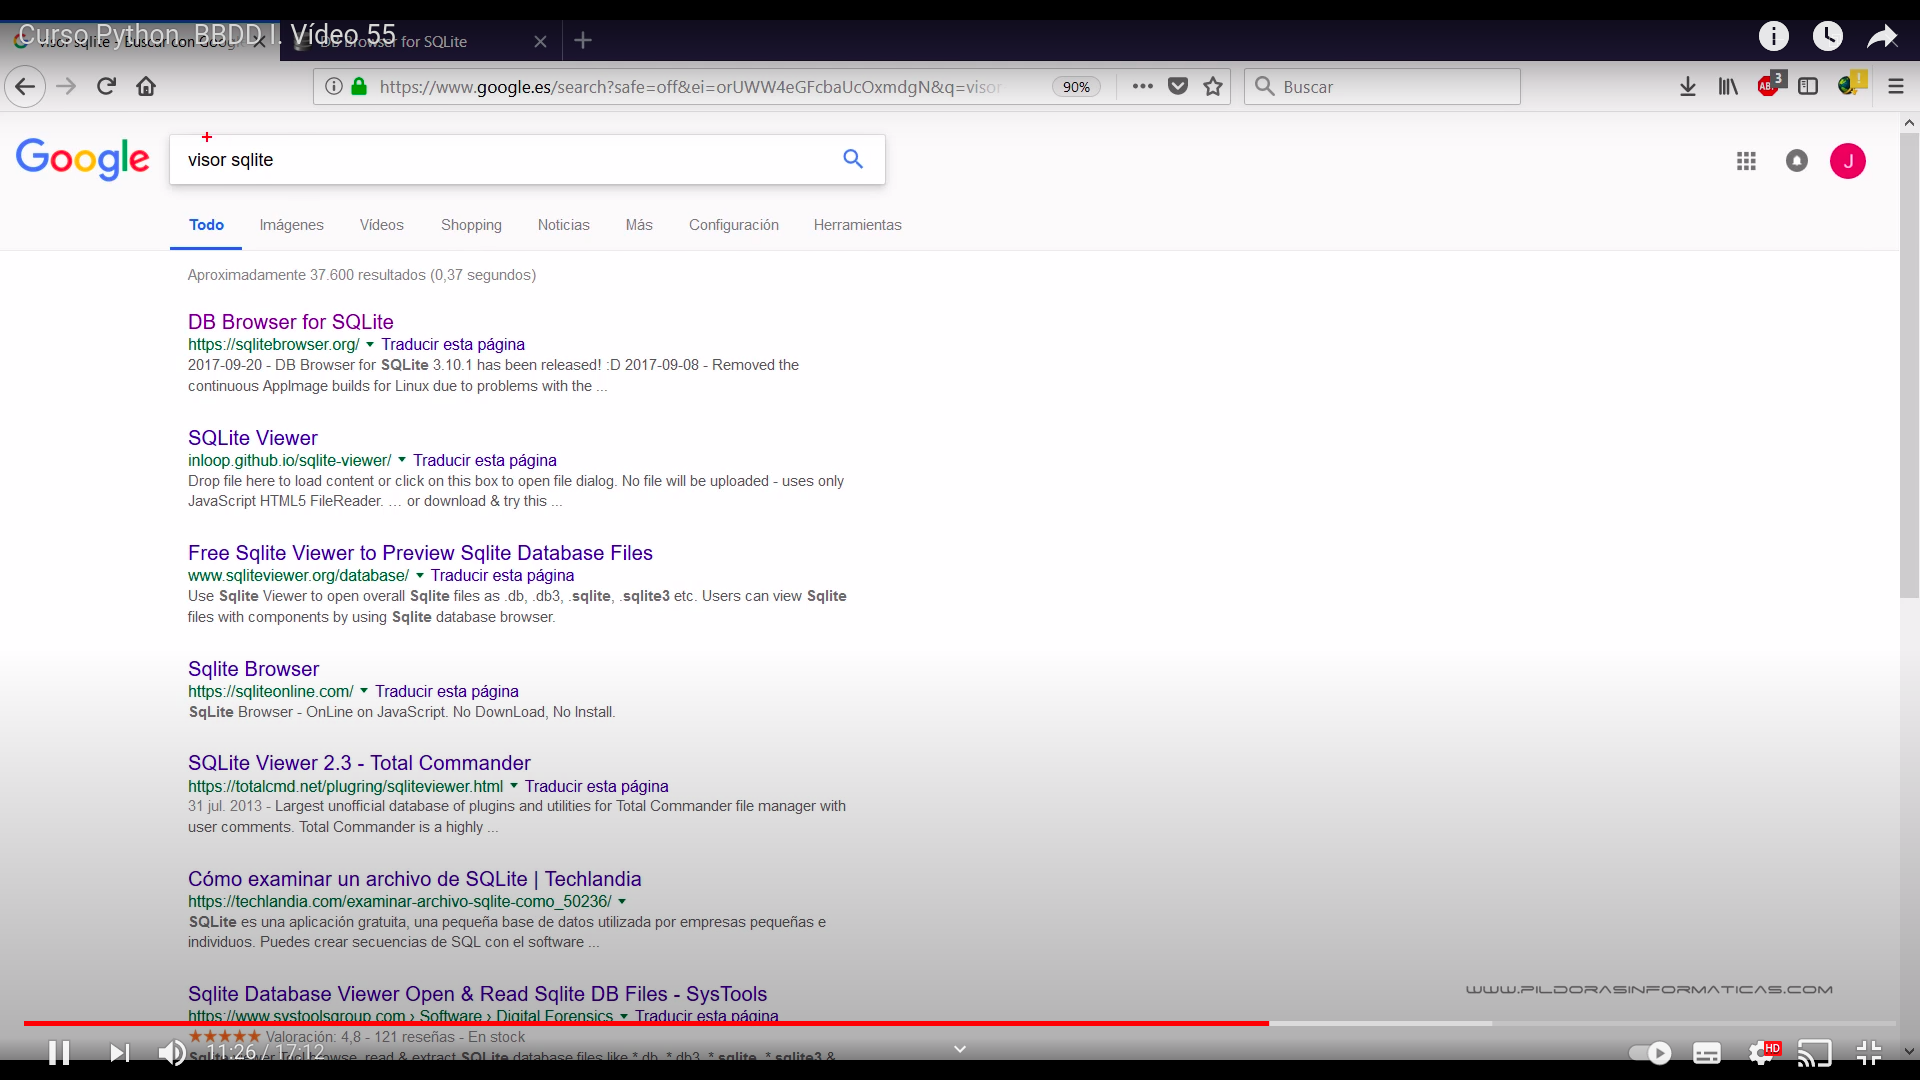 Curso Python. BBDD I. Vídeo 55
visor sqlite - Buscar con Google
DB Browser for SQLite
https://www.google.es/search?safe=off&ei=orUWW4eGFcbaUcOxmdgN&q=visor
90%
Buscar
3
ABP
Google
visor sqlite
J
Todo
Imágenes
Vídeos
Shopping
Noticias
Más
Configuración
Herramientas
Aproximadamente 37.600 resultados (0,37 segundos)
DB Browser for SQLite
https://sqlitebrowser.org/ Traducir esta página
2017-09-20 - DB Browser for SQLite 3.10.1 has been released! :D 2017-09-08 - Removed the
continuous AppImage builds for Linux due to problems with the ...
SQLite Viewer
inloop.github.io/sqlite-viewer/ Traducir esta página
Drop file here to load content or click on this box to open file dialog. No file will be uploaded - uses only
JavaScript HTML5 FileReader. … or download & try this ...
Free Sqlite Viewer to Preview Sqlite Database Files
www.sqliteviewer.org/database/ Traducir esta página
Use Sqlite Viewer to open overall Sqlite files as .db, .db3, .sqlite, .sqlite3 etc. Users can view Sqlite
files with components by using Sqlite database browser.
Sqlite Browser
https://sqliteonline.com/ Traducir esta página
SqLite Browser - OnLine on JavaScript. No DownLoad, No Install.
SQLite Viewer 2.3 - Total Commander
https://totalcmd.net/plugring/sqliteviewer.html Traducir esta página
31 jul. 2013 - Largest unofficial database of plugins and utilities for Total Commander file manager with
user comments. Total Commander is a highly ...
Cómo examinar un archivo de SQLite | Techlandia
https://techlandia.com/examinar-archivo-sqlite-como_50236/
SQLite es una aplicación gratuita, una pequeña base de datos utilizada por empresas pequeñas e
individuos. Puedes crear secuencias de SQL con el software ...
Sqlite Database Viewer Open & Read Sqlite DB Files - SysTools
https://www.systoolsgroup.com › Software › Digital Forensics Traducir esta página
Valoración: 4,8 - 121 reseñas - En stock
Sqlite viewer Tool browse, read & extract SQLite database files like *.db, *.db3, *.sqlite, *.sqlite3 &
WWW.PILDORASINFORMATICAS.COM
11:26 / 17:12
HD